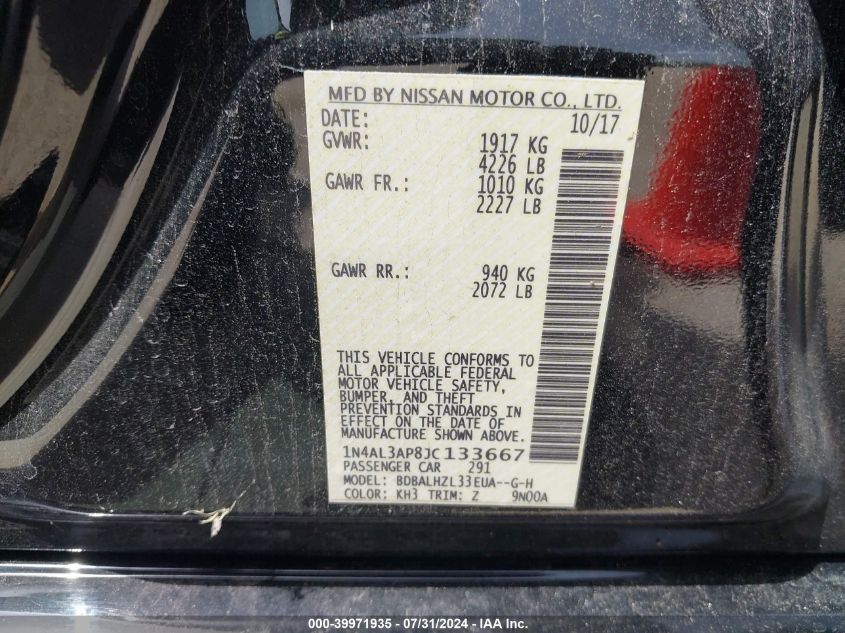 MFD BY NISSAN MOTOR CO., LTD.
DATE: 10/17
GVWR: 1917 KG
4226 LB
GAWR FR.: 1010 KG
2227 LB
GAWR RR.: 940 KG
2072 LB
THIS VEHICLE CONFORMS TO
ALL APPLICABLE FEDERAL
MOTOR VEHICLE SAFETY,
BUMPER, AND THEFT
PREVENTION STANDARDS IN
EFFECT ON THE DATE OF
MANUFACTURE SHOWN ABOVE.
1N4AL3AP8JC133667
PASSENGER CAR 291
MODEL: BDBALHZL33EUA--G-H
COLOR: KH3 TRIM: Z 9N00A
000-39971935 - 07/31/2024 - © IAA, Inc.